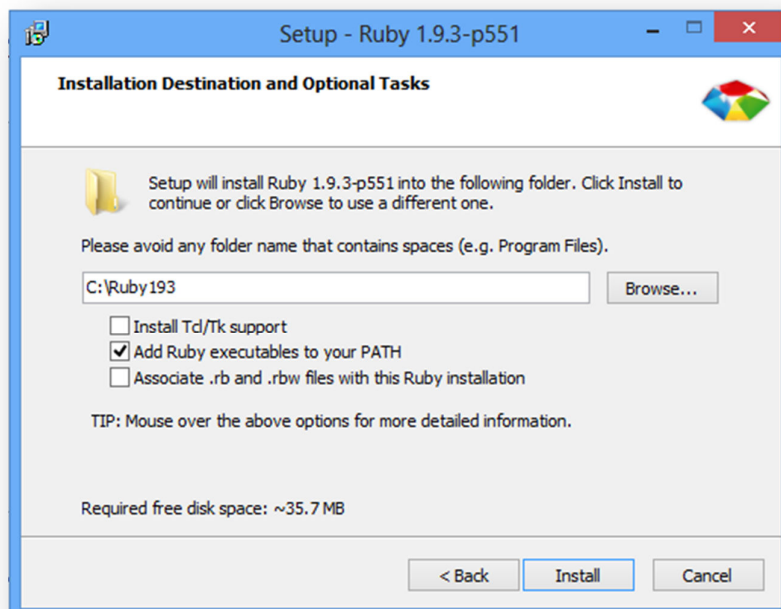 Setup - Ruby 1.9.3-p551
Installation Destination and Optional Tasks
Setup will install Ruby 1.9.3-p551 into the following folder. Click Install to
continue or click Browse to use a different one.
Please avoid any folder name that contains spaces (e.g. Program Files).
C:\Ruby193
Browse...
Install Tcl/Tk support
Add Ruby executables to your PATH
Associate .rb and .rbw files with this Ruby installation
TIP: Mouse over the above options for more detailed information.
Required free disk space: ~35.7 MB
< Back Install Cancel